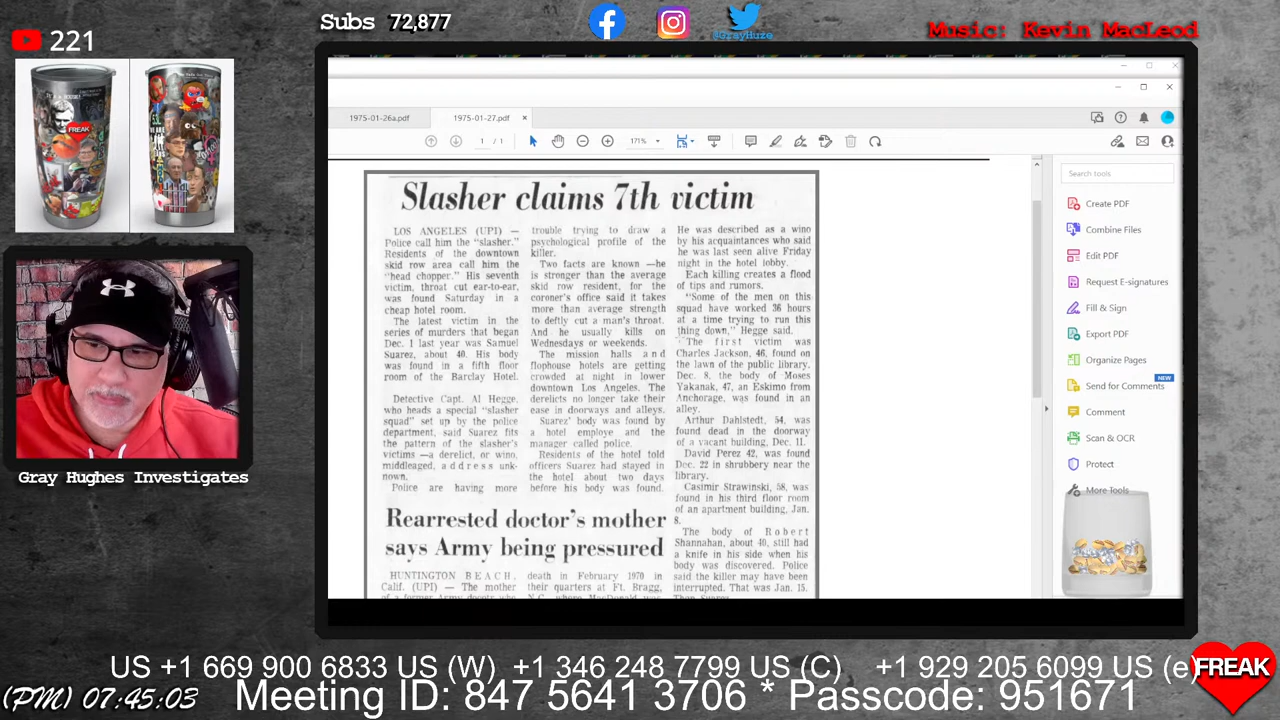 Subs 72,877
@GrayHuze
Music: Kevin MacLeod
221
FREAK
1975-01-26a.pdf
1975-01-27.pdf
1 / 1
171%
Search tools
Create PDF
Combine Files
Edit PDF
Request E-signatures
Fill & Sign
Export PDF
Organize Pages
NEW
Send for Comments
Comment
Scan & OCR
Protect
More Tools
Slasher claims 7th victim
LOS ANGELES (UPI) —
Police call him the "slasher."
Residents of the downtown
skid row area call him the
"head chopper." His seventh
victim, throat cut ear-to-ear,
was found Saturday in a
cheap hotel room.
The latest victim in the
series of murders that began
Dec. 1 last year was Samuel
Suarez, about 40. His body
was found in a fifth floor
room of the Barclay Hotel.
Detective Capt. Al Hegge,
who heads a special "slasher
squad" set up by the police
department, said Suarez fits
the pattern of the slasher's
victims —a derelict, or wino,
middleaged, address unk-
nown.
Police are having more
trouble trying to draw a
psychological profile of the
killer.
Two facts are known —he
is stronger than the average
skid row resident, for the
coroner's office said it takes
more than average strength
to deftly cut a man's throat.
And he usually kills on
Wednesdays or weekends.
The mission halls and
flophouse hotels are getting
crowded at night in lower
downtown Los Angeles. The
derelicts no longer take their
ease in doorways and alleys.
Suarez' body was found by
a hotel employe and the
manager called police.
Residents of the hotel told
officers Suarez had stayed in
the hotel about two days
before his body was found.
He was described as a wino
by his acquaintances who said
he was last seen alive Friday
night in the hotel lobby.
Each killing creates a flood
of tips and rumors.
"Some of the men on this
squad have worked 36 hours
at a time trying to run this
thing down," Hegge said.
The first victim was
Charles Jackson, 46, found on
the lawn of the public library.
Dec. 8, the body of Moses
Yakanak, 47, an Eskimo from
Anchorage, was found in an
alley.
Arthur Dahlstedt, 54, was
found dead in the doorway
of a vacant building, Dec. 11.
David Perez 42, was found
Dec. 22 in shrubbery near the
library.
Casimir Strawinski, 58, was
found in his third floor room
of an apartment building, Jan.
8.
The body of Robert
Shannahan, about 40, still had
a knife in his side when his
body was discovered. Police
said the killer may have been
interrupted. That was Jan. 15.
Rearrested doctor's mother
says Army being pressured
HUNTINGTON BEACH,
Calif. (UPI) — The mother
death in February 1970 in
their quarters at Ft. Bragg,
Gray Hughes Investigates
US +1 669 900 6833 US (W) +1 346 248 7799 US (C) +1 929 205 6099 US (e)
FREAK
(PM) 07:45:03
Meeting ID: 847 5641 3706 * Passcode: 951671